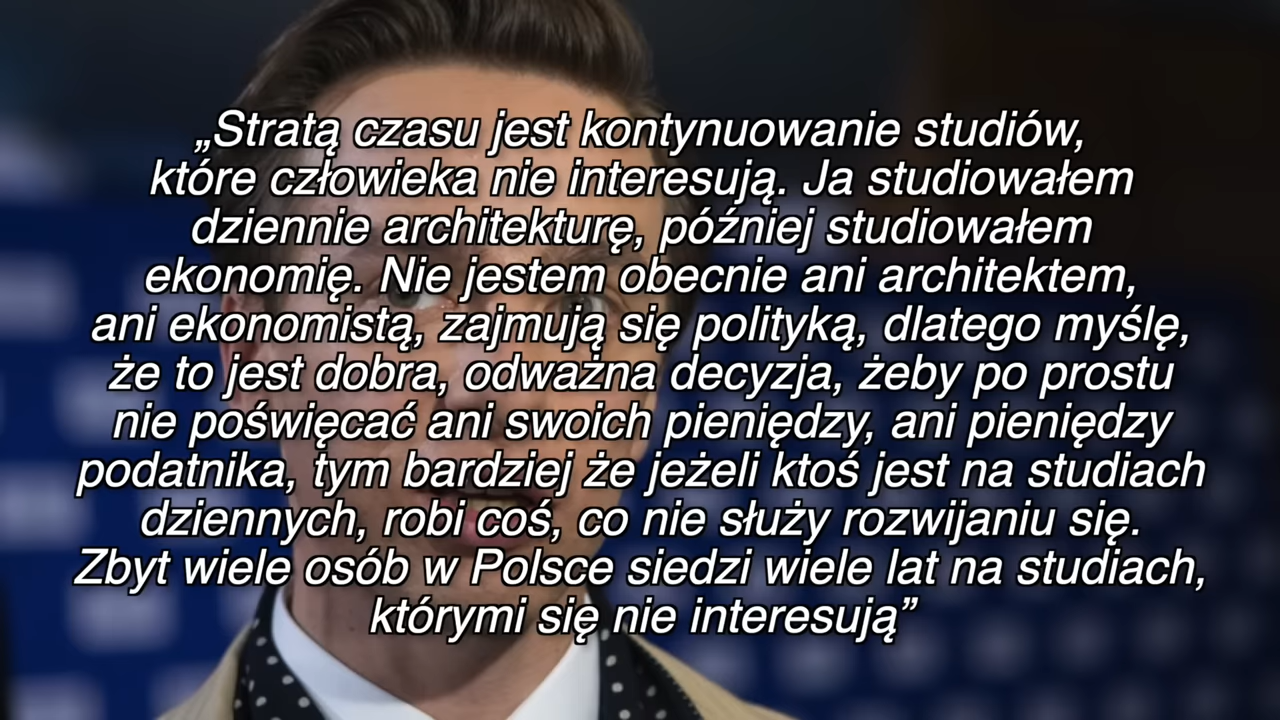 „Stratą czasu jest kontynuowanie studiów,
które człowieka nie interesują. Ja studiowałem
dziennie architekturę, później studiowałem
ekonomię. Nie jestem obecnie ani architektem,
ani ekonomistą, zajmują się polityką, dlatego myślę,
że to jest dobra, odważna decyzja, żeby po prostu
nie poświęcać ani swoich pieniędzy, ani pieniędzy
podatnika, tym bardziej że jeżeli ktoś jest na studiach
dziennych, robi coś, co nie służy rozwijaniu się.
Zbyt wiele osób w Polsce siedzi wiele lat na studiach,
którymi się nie interesują”